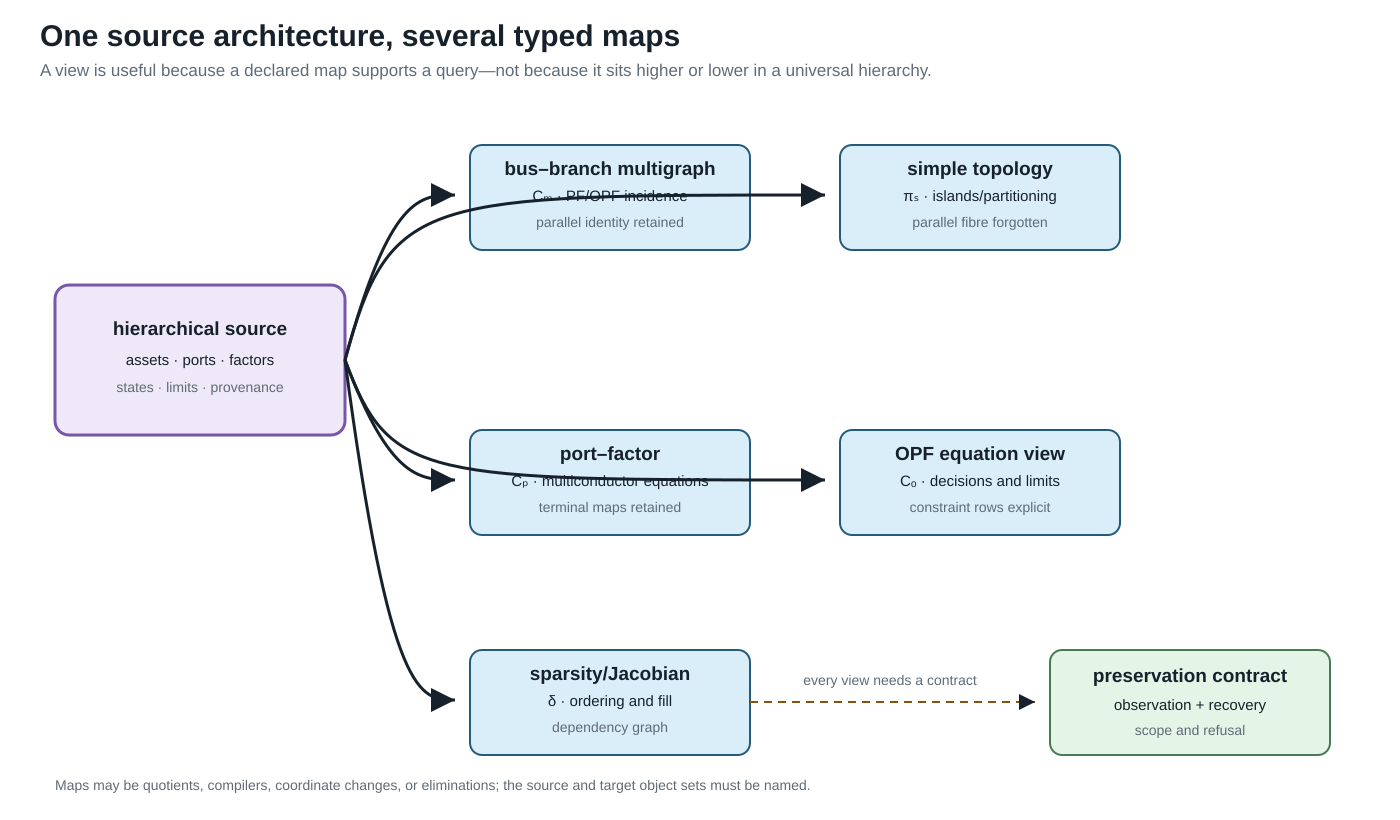 One source architecture, several typed maps
A view is useful because a declared map supports a query—not because it sits higher or lower in a universal hierarchy.
bus–branch multigraph
Cₘ · PF/OPF incidence
parallel identity retained
simple topology
πₛ · islands/partitioning
parallel fibre forgotten
hierarchical source
assets · ports · factors
states · limits · provenance
port–factor
Cₚ · multiconductor equations
terminal maps retained
OPF equation view
Cₒ · decisions and limits
constraint rows explicit
sparsity/Jacobian
δ · ordering and fill
dependency graph
every view needs a contract
preservation contract
observation + recovery
scope and refusal
Maps may be quotients, compilers, coordinate changes, or eliminations; the source and target object sets must be named.